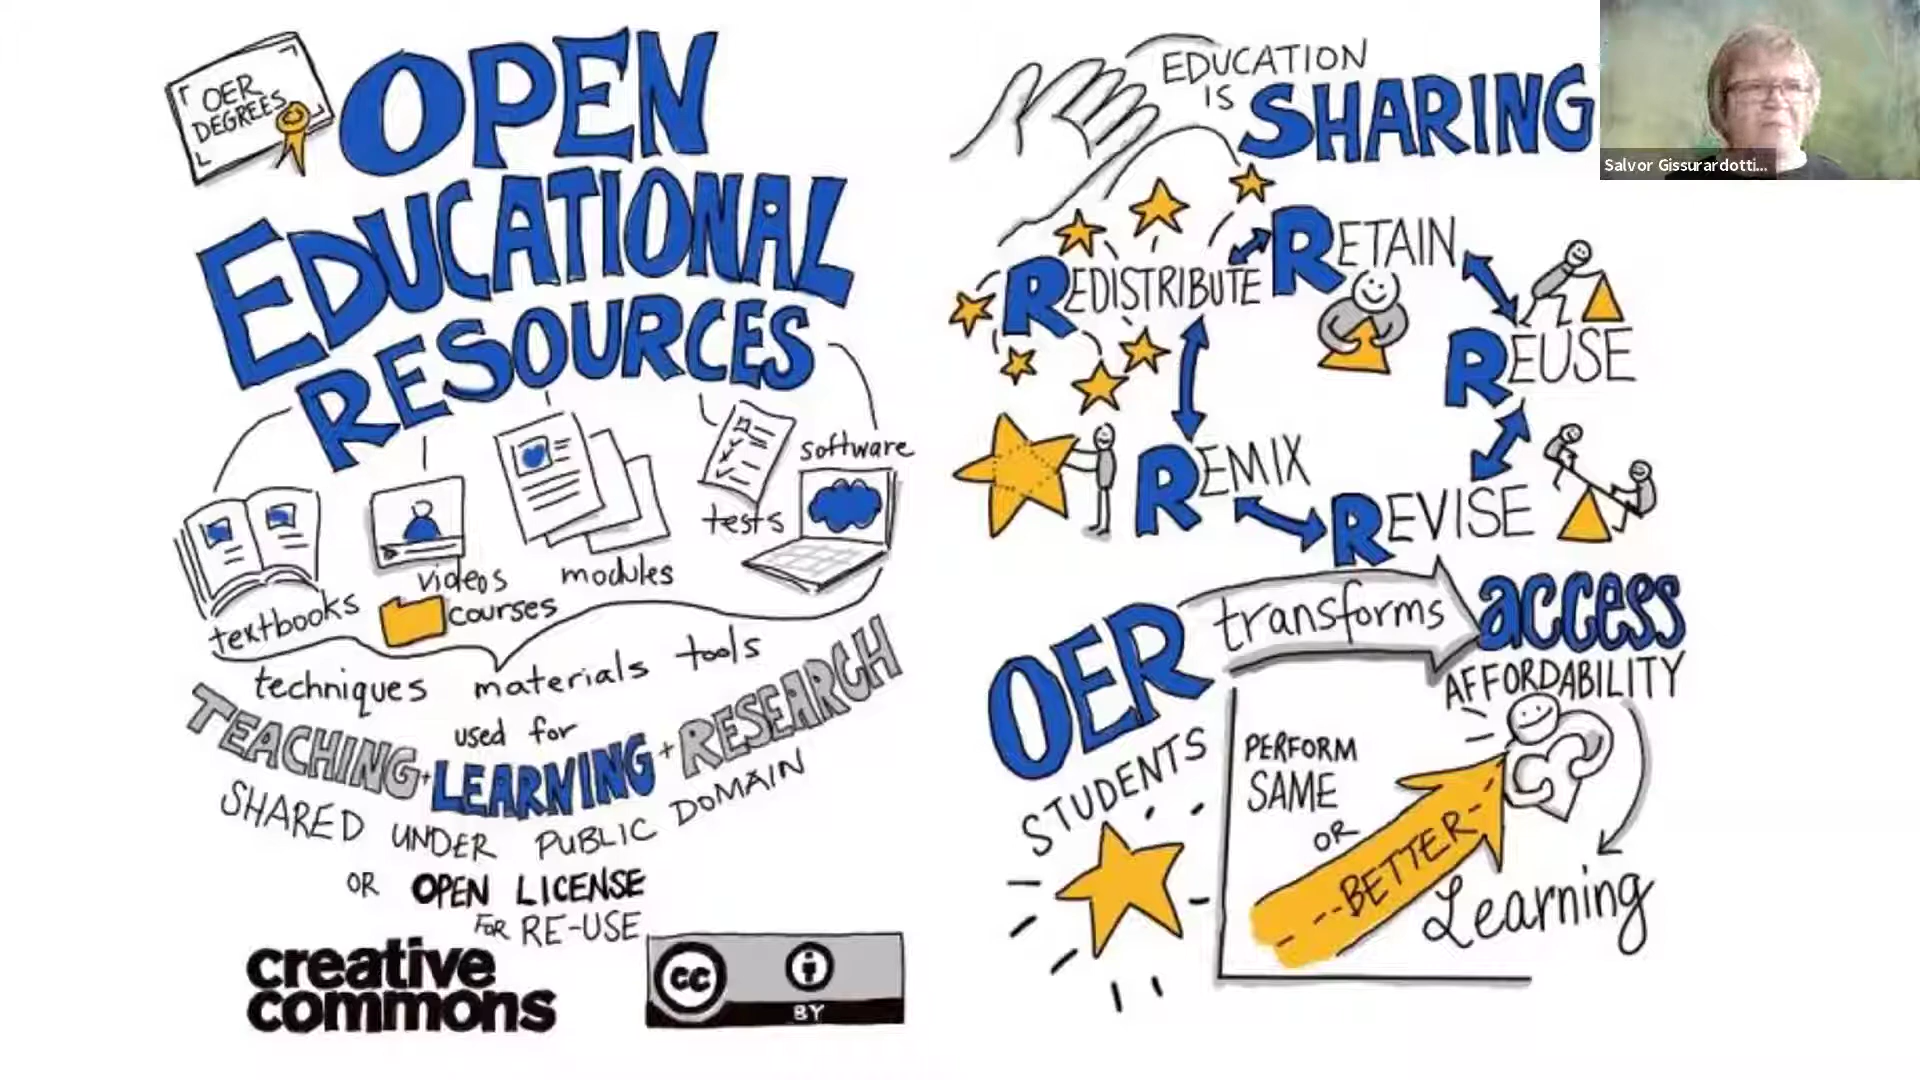 OER
DEGREES
OPEN
EDUCATIONAL
RESOURCES
software
tests
videos
modules
textbooks
courses
techniques materials tools
used for
TEACHING + LEARNING + RESEARCH
SHARED UNDER PUBLIC DOMAIN
OR OPEN LICENSE
FOR RE-USE
creative
commons
cc
BY
EDUCATION
IS SHARING
RETAIN
REDISTRIBUTE
REUSE
REMIX
REVISE
OER transforms access
AFFORDABILITY
STUDENTS
PERFORM
SAME
OR
BETTER
Learning
Salvor Gissurardotti...